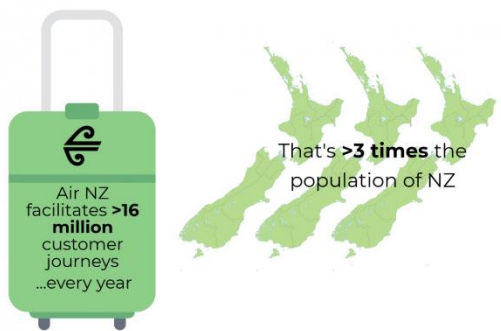 Air NZ
facilitates >16
million
customer
journeys
...every year
That's >3 times the
population of NZ